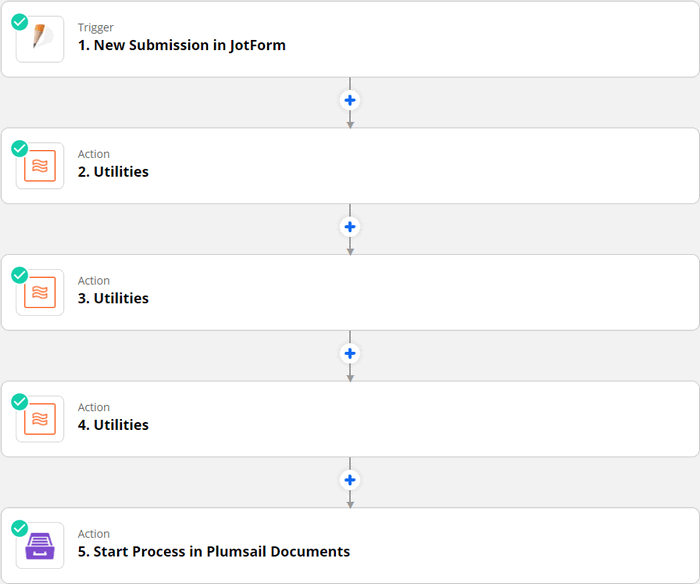 Trigger
1. New Submission in JotForm
Action
2. Utilities
Action
3. Utilities
Action
4. Utilities
Action
5. Start Process in Plumsail Documents